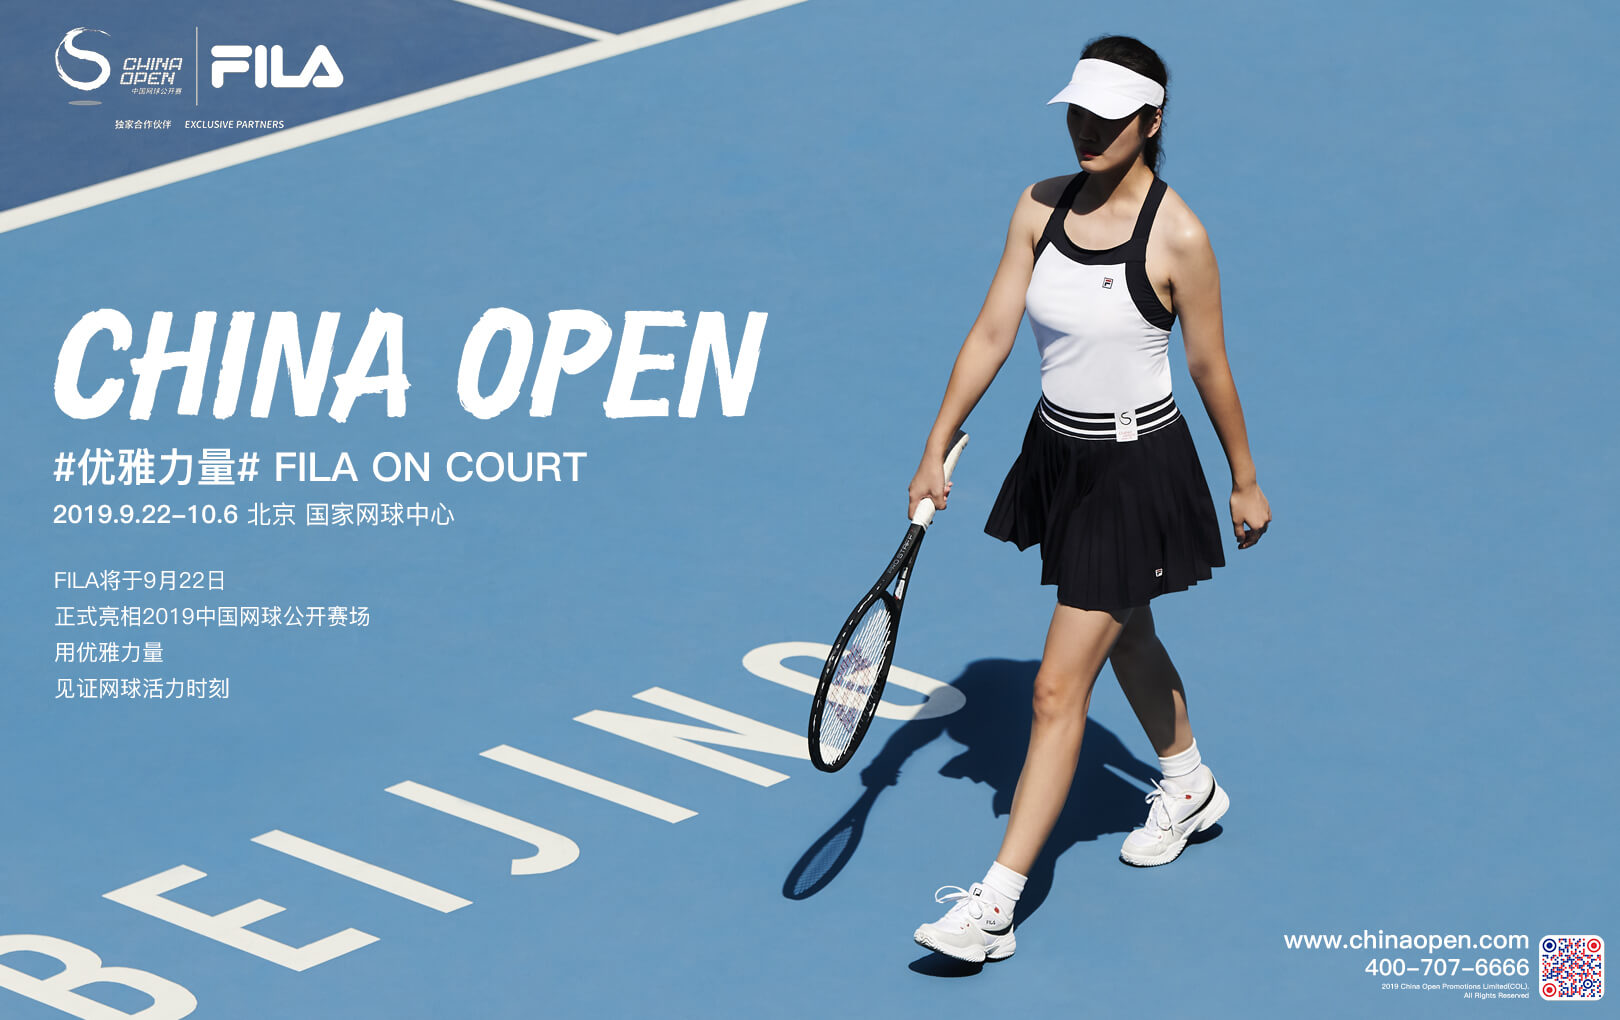 CHINA
OPEN
中国网球公开赛
FILA
独家合作伙伴 EXCLUSIVE PARTNERS
CHINA OPEN
#优雅力量# FILA ON COURT
2019.9.22-10.6 北京 国家网球中心
FILA将于9月22日
正式亮相2019中国网球公开赛场
用优雅力量
见证网球活力时刻
BEIJING
PRO STAFF
FILA
www.chinaopen.com
400-707-6666
2019 China Open Promotions Limited(COL).
All Rights Reserved